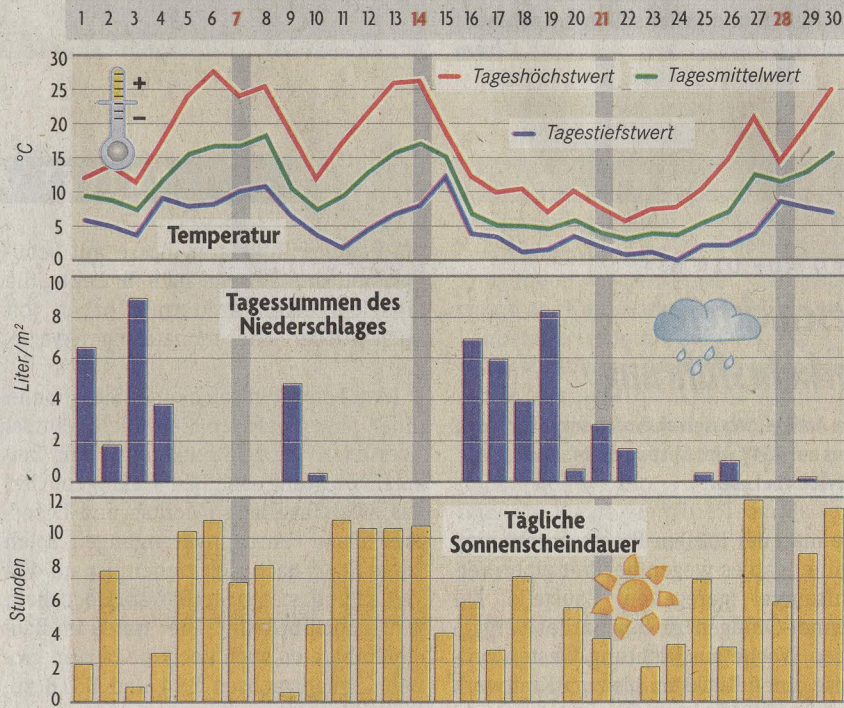 1 2 3 4 5 6 7 8 9 10 11 12 13 14 15 16 17 18 19 20 21 22 23 24 25 26 27 28 29 30
30
25
20
15
10
5
0
°C
+
−
Tageshöchstwert
Tagesmittelwert
Tagestiefstwert
Temperatur
10
8
6
4
2
0
Liter/m²
Tagessummen des
Niederschlages
12
10
8
6
4
2
0
Stunden
Tägliche
Sonnenscheindauer